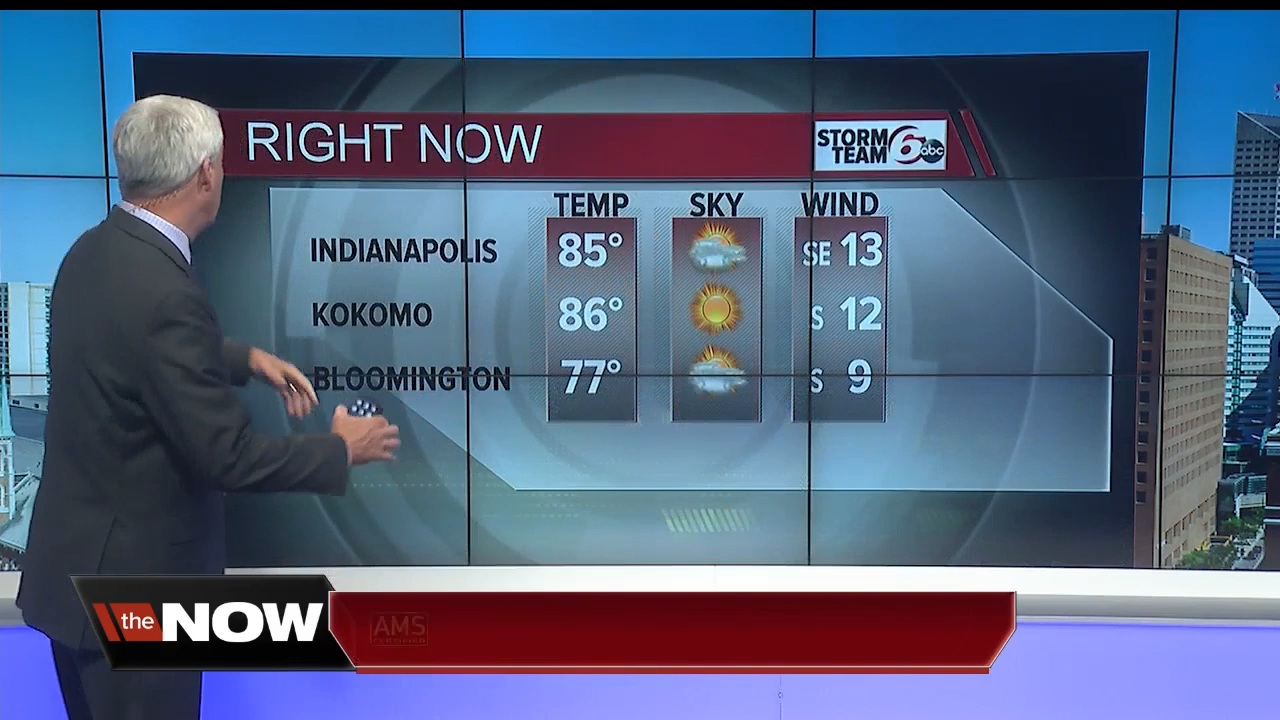 RIGHT NOW
STORM
TEAM 6 abc
TEMP SKY WIND
INDIANAPOLIS 85° SE 13
KOKOMO 86° S 12
BLOOMINGTON 77° S 9
the NOW
AMS